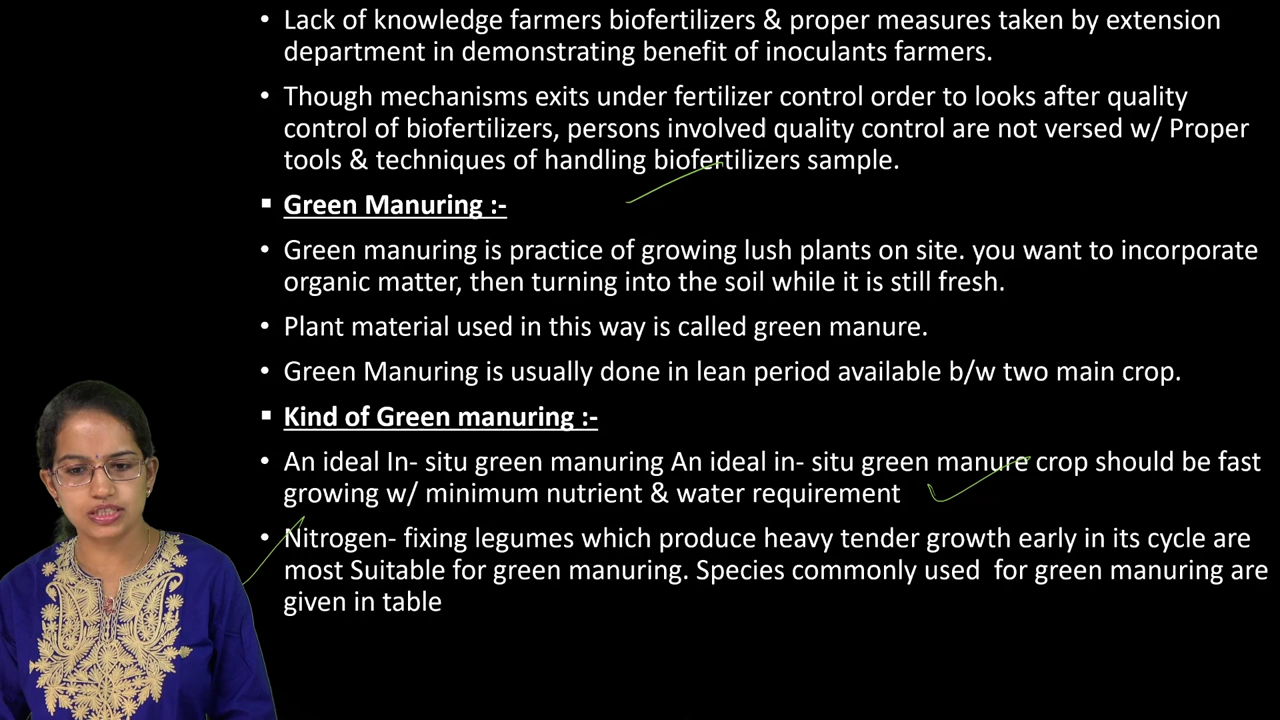 • Lack of knowledge farmers biofertilizers & proper measures taken by extension
department in demonstrating benefit of inoculants farmers.
• Though mechanisms exits under fertilizer control order to looks after quality
control of biofertilizers, persons involved quality control are not versed w/ Proper
tools & techniques of handling biofertilizers sample.
▪ Green Manuring :-
• Green manuring is practice of growing lush plants on site. you want to incorporate
organic matter, then turning into the soil while it is still fresh.
• Plant material used in this way is called green manure.
• Green Manuring is usually done in lean period available b/w two main crop.
▪ Kind of Green manuring :-
• An ideal In- situ green manuring An ideal in- situ green manure crop should be fast
growing w/ minimum nutrient & water requirement
• Nitrogen- fixing legumes which produce heavy tender growth early in its cycle are
most Suitable for green manuring. Species commonly used for green manuring are
given in table